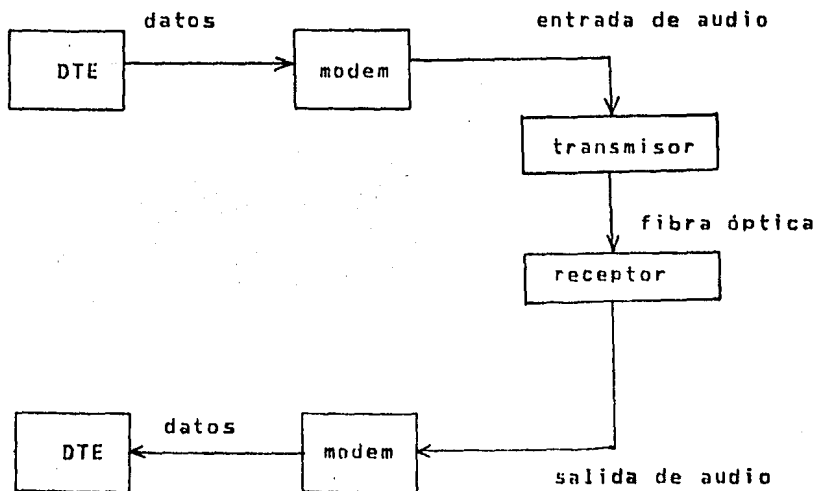 datos
entrada de audio
DTE
modem
transmisor
fibra óptica
receptor
datos
DTE
modem
salida de audio